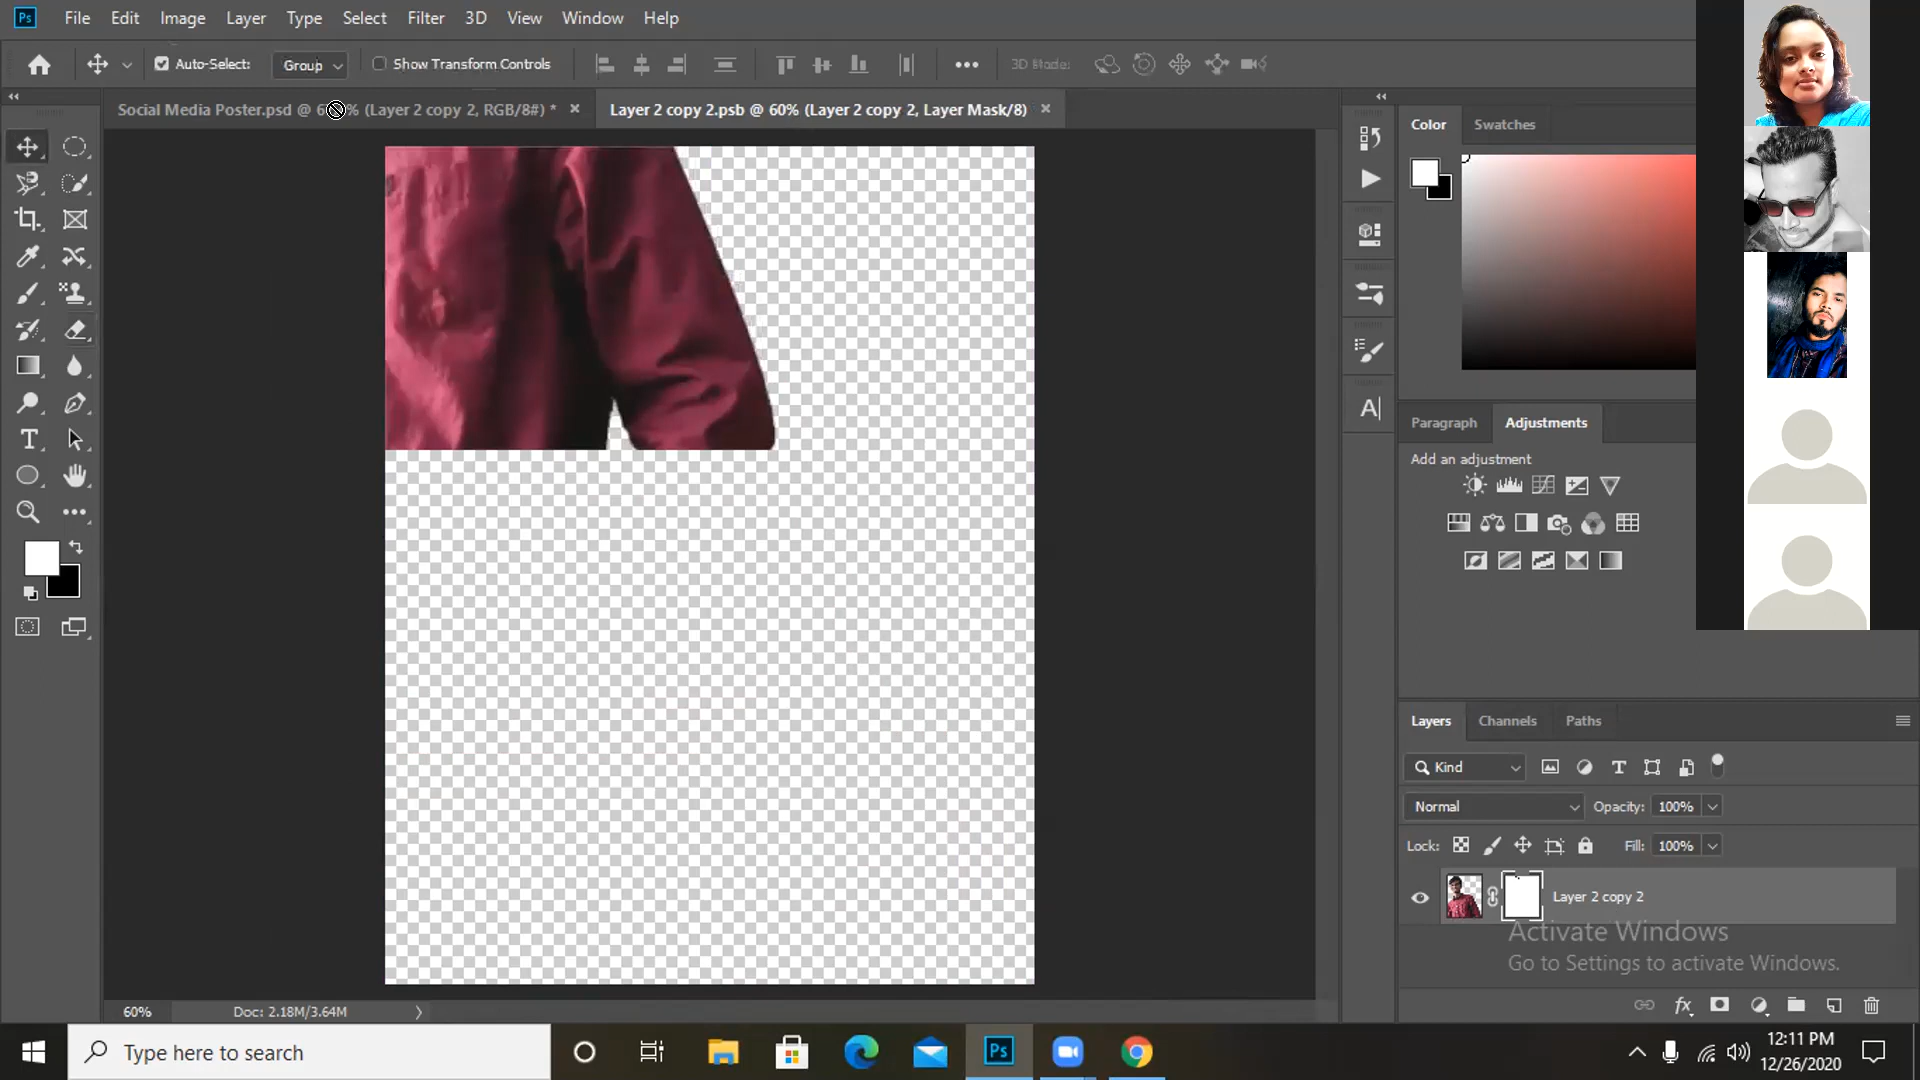 Ps File Edit Image Layer Type Select Filter 3D View Window Help
Auto-Select: Group Show Transform Controls 3D Mode:
Social Media Poster.psd @ (Layer 2 copy 2, RGB/8#) *
Layer 2 copy 2.psb @ 60% (Layer 2 copy 2, Layer Mask/8)
Color Swatches
Paragraph Adjustments
Add an adjustment
Layers Channels Paths
Kind
Normal Opacity: 100%
Lock: Fill: 100%
Layer 2 copy 2
Activate Windows
Go to Settings to activate Windows.
60% Doc: 2.18M/3.64M
Type here to search
Ps
12:11 PM
12/26/2020